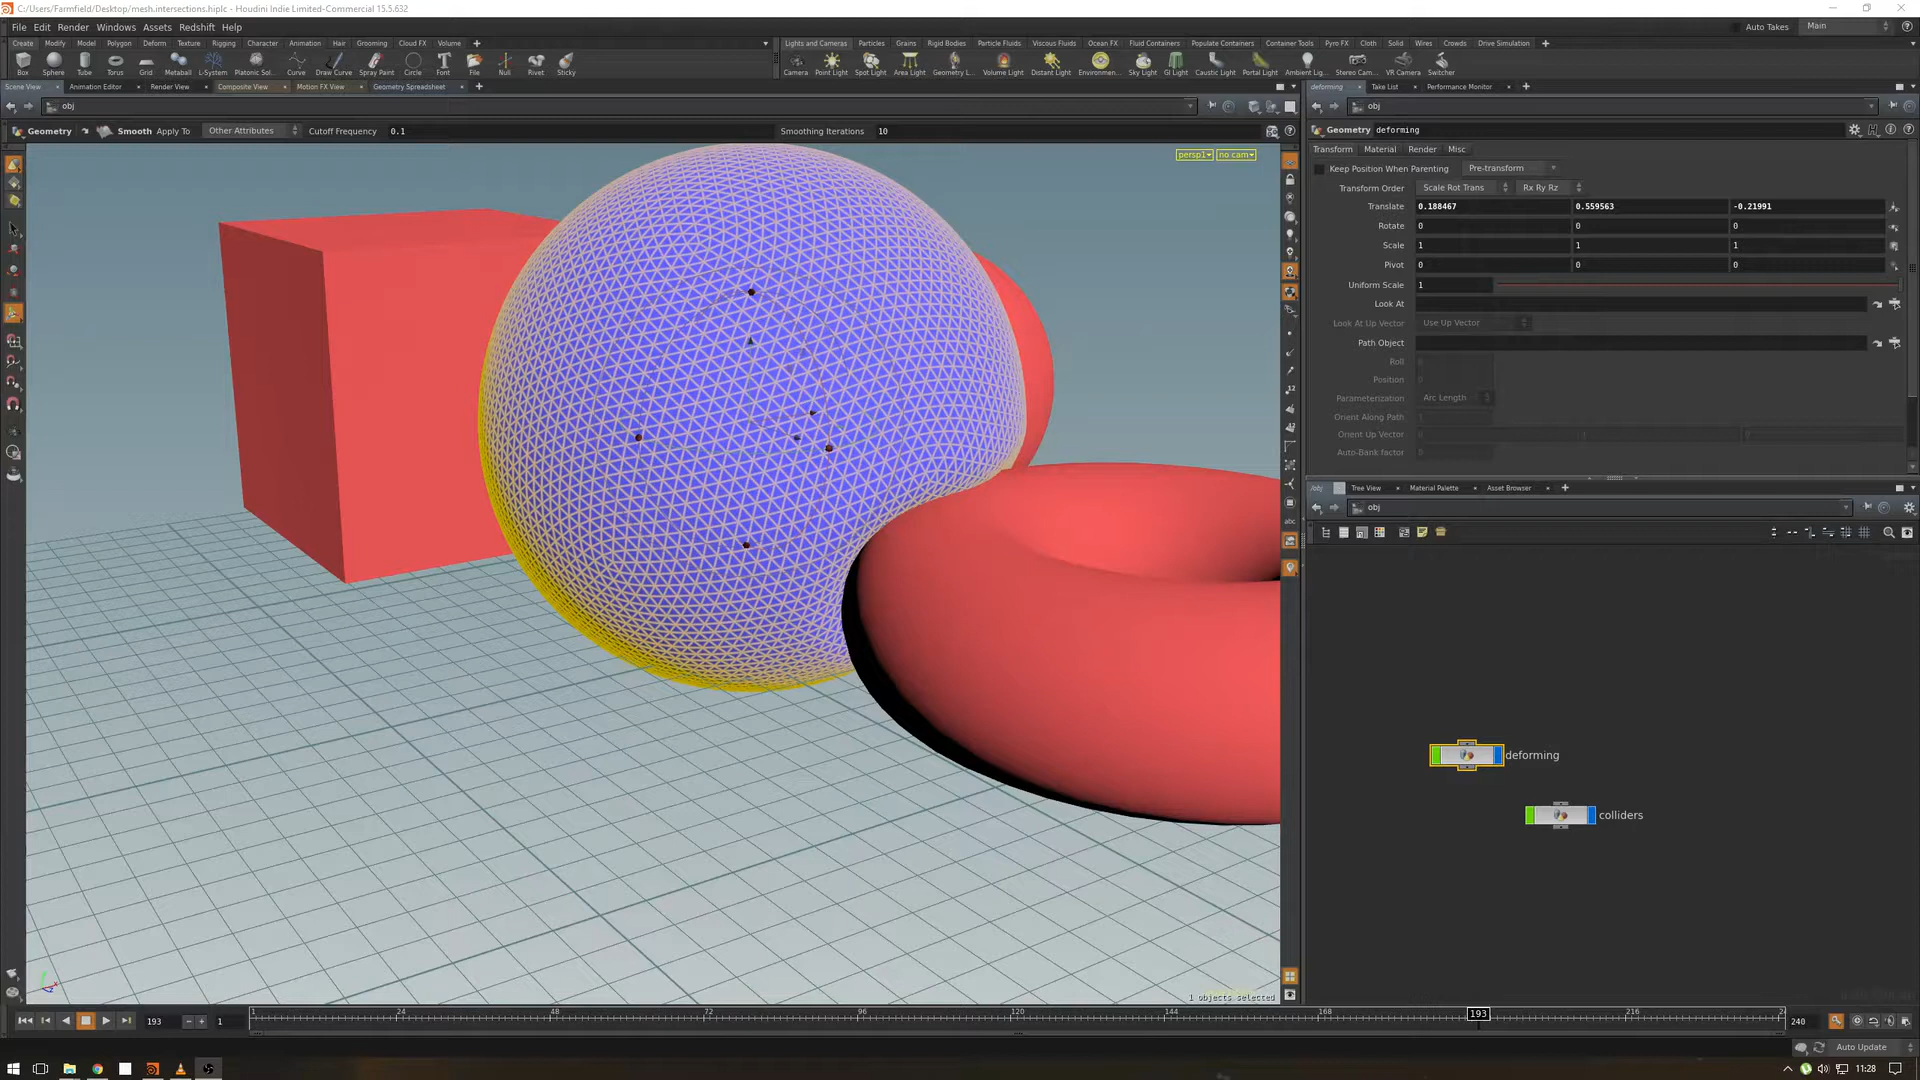 C:/Users/Farmfield/Desktop/mesh.intersections.hiplc - Houdini Indie Limited-Commercial 15.5.632
File Edit Render Windows Assets Redshift Help
Auto Takes Main
Create Modify Model Polygon Deform Texture Rigging Character Animation Hair Grooming Cloud FX Volume
Lights and Cameras Particles Grains Rigid Bodies Particle Fluids Viscous Fluids Ocean FX Fluid Containers Populate Containers Container Tools Pyro FX Cloth Solid Wires Crowds Drive Simulation
Box Sphere Tube Torus Grid Metaball L-System Platonic Sol... Curve Draw Curve Spray Paint Circle Font File Null Rivet Sticky
Camera Point Light Spot Light Area Light Geometry L... Volume Light Distant Light Environmen... Sky Light GI Light Caustic Light Portal Light Ambient Lig... Stereo Cam... VR Camera Switcher
Scene View Animation Editor Render View Composite View Motion FX View Geometry Spreadsheet
deforming Take List Performance Monitor
obj
obj
Geometry Smooth Apply To Other Attributes Cutoff Frequency 0.1 Smoothing Iterations 10
Geometry deforming
Transform Material Render Misc
persp1 no cam
Keep Position When Parenting Pre-transform
Transform Order Scale Rot Trans Rx Ry Rz
Translate 0.188467 0.559563 -0.21991
Rotate 0 0 0
Scale 1 1 1
Pivot 0 0 0
Uniform Scale 1
Look At
Look At Up Vector Use Up Vector
Path Object
Roll 0
Position 0
Parameterization Arc Length
Orient Along Path 1
Orient Up Vector 0
Auto-Bank factor 0
/obj Tree View Material Palette Asset Browser
obj
abc
deforming
colliders
1 objects selected
193 1 1 24 48 72 96 120 144 168 193 216 240
Auto Update
11:28